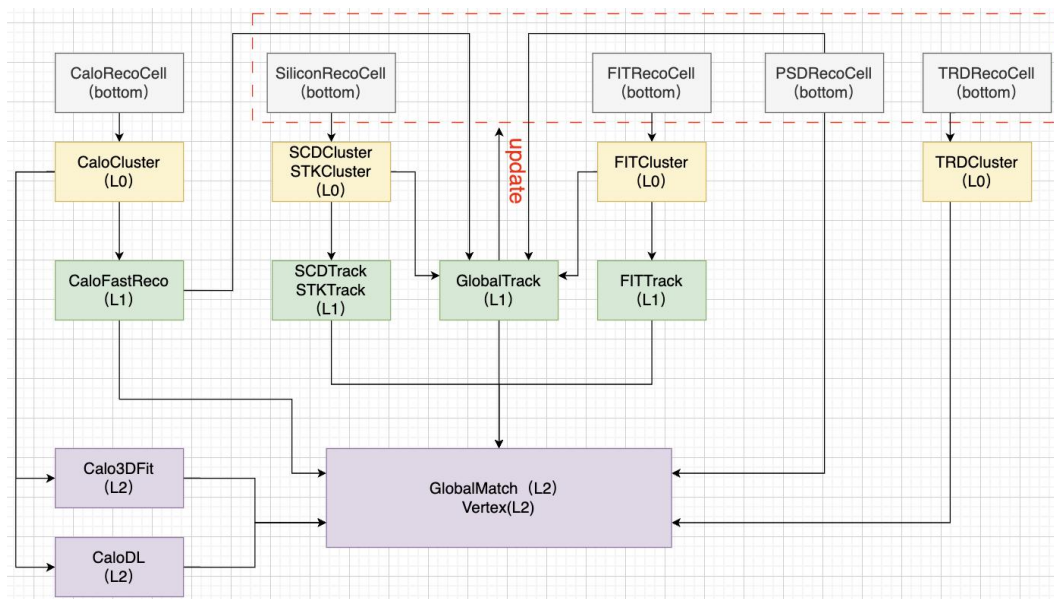 CaloRecoCell
（bottom）
SiliconRecoCell
（bottom）
FITRecoCell
（bottom）
PSDRecoCell
（bottom）
TRDRecoCell
（bottom）
CaloCluster
（L0）
SCDCluster
STKCluster
（L0）
update
FITCluster
（L0）
TRDCluster
（L0）
CaloFastReco
（L1）
SCDTrack
STKTrack
（L1）
GlobalTrack
（L1）
FITTrack
（L1）
Calo3DFit
（L2）
GlobalMatch（L2）
Vertex(L2)
CaloDL
（L2）